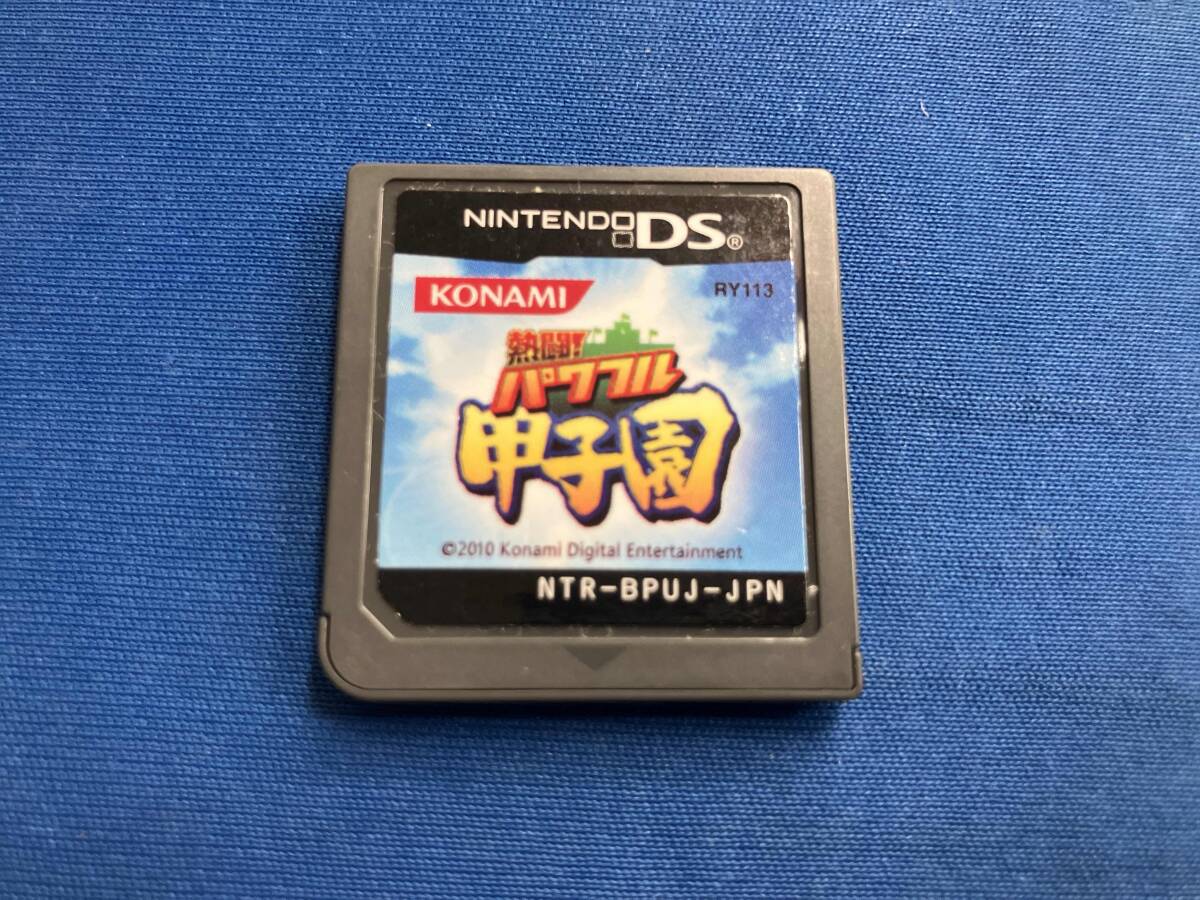 NINTENDO DS®
KONAMI
RY113
熱闘!
パワフル
甲子園
©2010 Konami Digital Entertainment
NTR-BPUJ-JPN